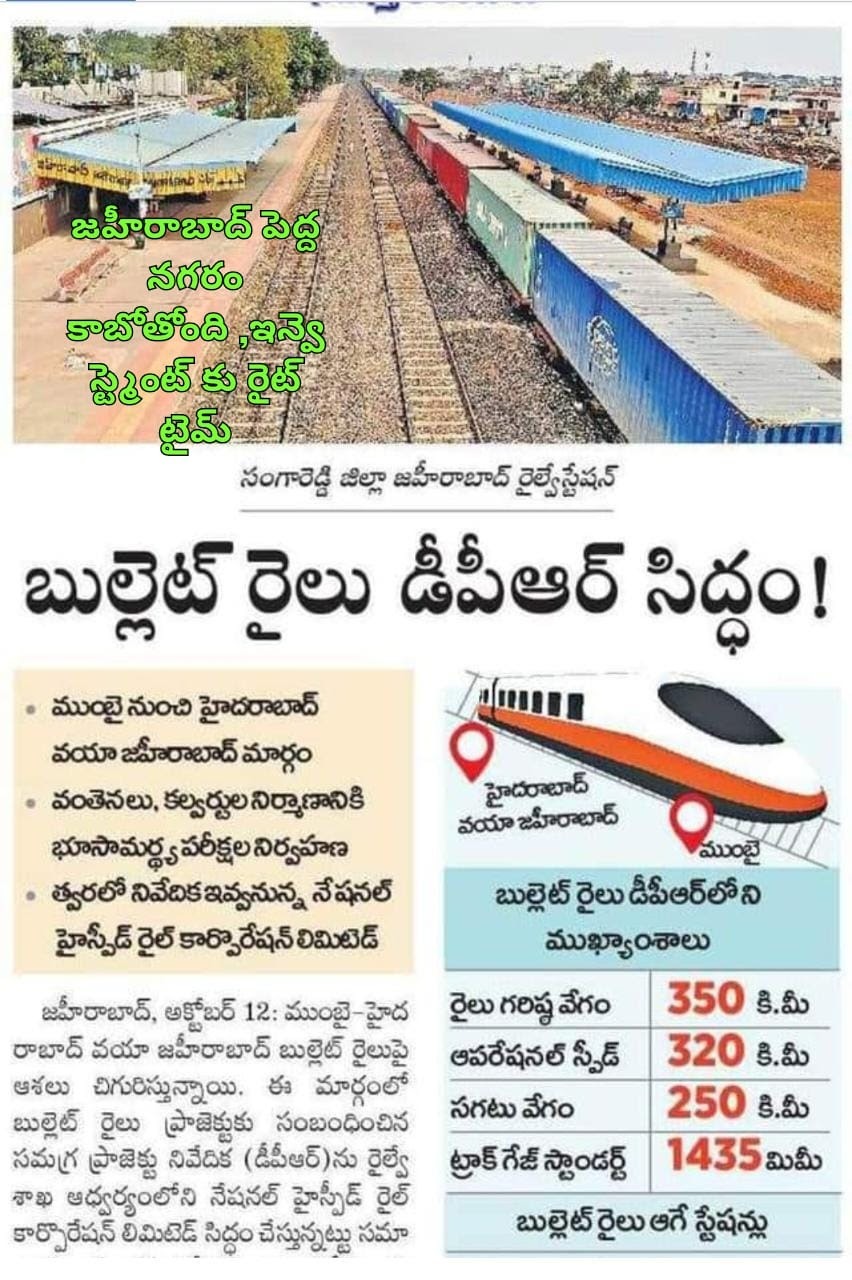 జహీరాబాద్ పెద్ద
నగరం
కాబోతోంది ,ఇన్వె
స్ట్మెంట్ కు రైట్
టైమ్
సంగారెడ్డి జిల్లా జహీరాబాద్ రైల్వేస్టేషన్
బుల్లెట్ రైలు డీపీఆర్ సిద్ధం!
• ముంబై నుంచి హైదరాబాద్
వయా జహీరాబాద్ మార్గం
• వంతెనలు, కల్వర్టుల నిర్మాణానికి
భూసామర్థ్య పరీక్షల నిర్వహణ
• త్వరలో నివేదిక ఇవ్వనున్న నేషనల్
హైస్పీడ్ రైల్ కార్పొరేషన్ లిమిటెడ్
జహీరాబాద్, అక్టోబర్ 12: ముంబై-హైద
రాబాద్ వయా జహీరాబాద్ బుల్లెట్ రైలుపై
ఆశలు చిగురిస్తున్నాయి. ఈ మార్గంలో
బుల్లెట్ రైలు ప్రాజెక్టుకు సంబంధించిన
సమగ్ర ప్రాజెక్టు నివేదిక (డీపీఆర్)ను రైల్వే
శాఖ ఆధ్వర్యంలోని నేషనల్ హైస్పీడ్ రైల్
కార్పొరేషన్ లిమిటెడ్ సిద్ధం చేస్తున్నట్టు సమా
హైదరాబాద్
వయా జహీరాబాద్
ముంబై
బుల్లెట్ రైలు డీపీఆర్‌లోని
ముఖ్యాంశాలు
రైలు గరిష్ఠ వేగం 350 కి.మీ
ఆపరేషనల్ స్పీడ్ 320 కి.మీ
సగటు వేగం 250 కి.మీ
ట్రాక్ గేజ్ స్టాండర్ట్ 1435 మిమీ
బుల్లెట్ రైలు ఆగే స్టేషన్లు